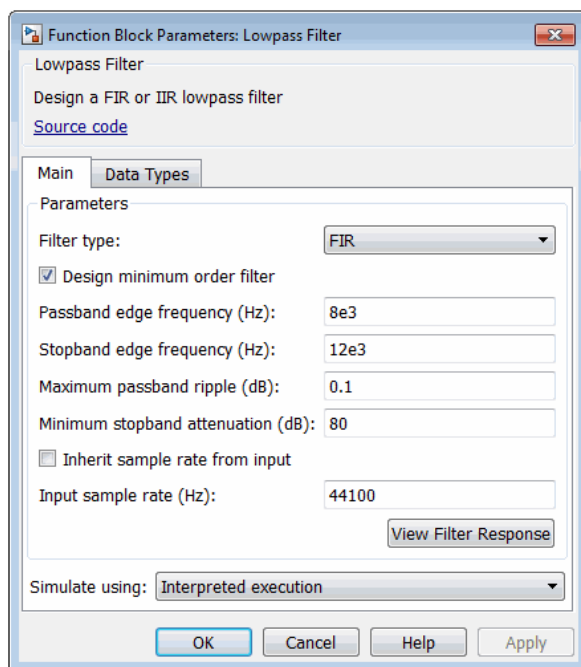 Function Block Parameters: Lowpass Filter
Lowpass Filter
Design a FIR or IIR lowpass filter
Source code
Main Data Types
Parameters
Filter type: FIR
Design minimum order filter
Passband edge frequency (Hz): 8e3
Stopband edge frequency (Hz): 12e3
Maximum passband ripple (dB): 0.1
Minimum stopband attenuation (dB): 80
Inherit sample rate from input
Input sample rate (Hz): 44100
View Filter Response
Simulate using: Interpreted execution
OK Cancel Help Apply